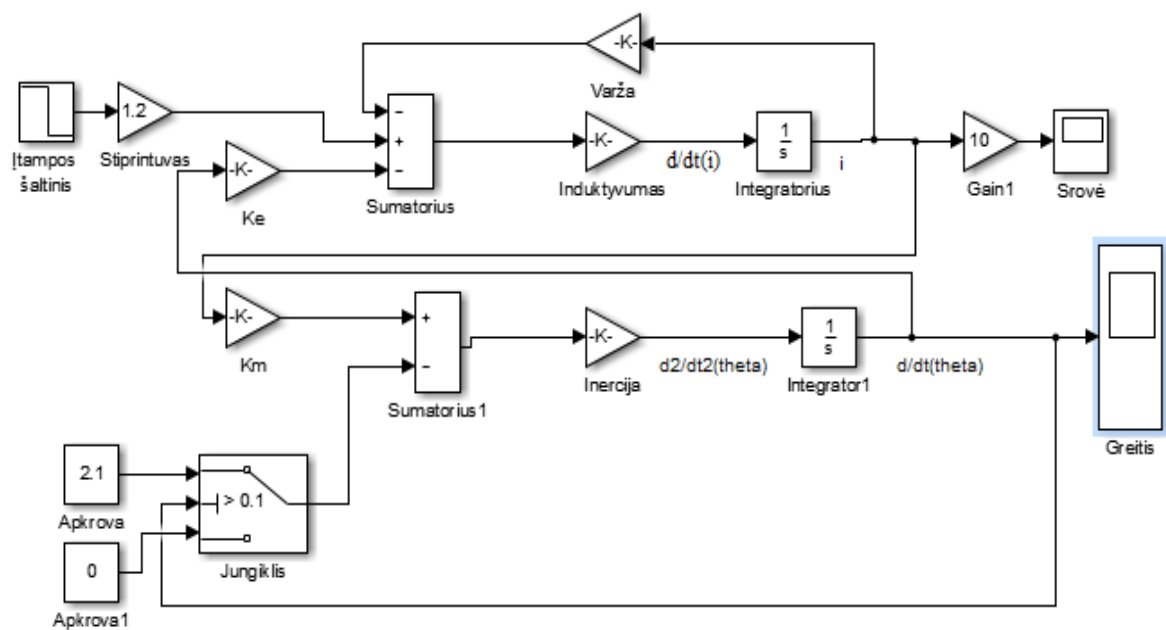 -K-
Varža
1.2
Įtampos
šaltinis
Stiprintuvas
−
+
−
Sumatorius
-K-
Ke
-K-
Induktyvumas
d/dt(i)
1
s
Integratorius
i
10
Gain1
Srovė
-K-
Km
+
−
Sumatorius1
-K-
Inercija
d2/dt2(theta)
1
s
Integrator1
d/dt(theta)
Greitis
2.1
Apkrova
0
Apkrova1
> 0.1
Jungiklis